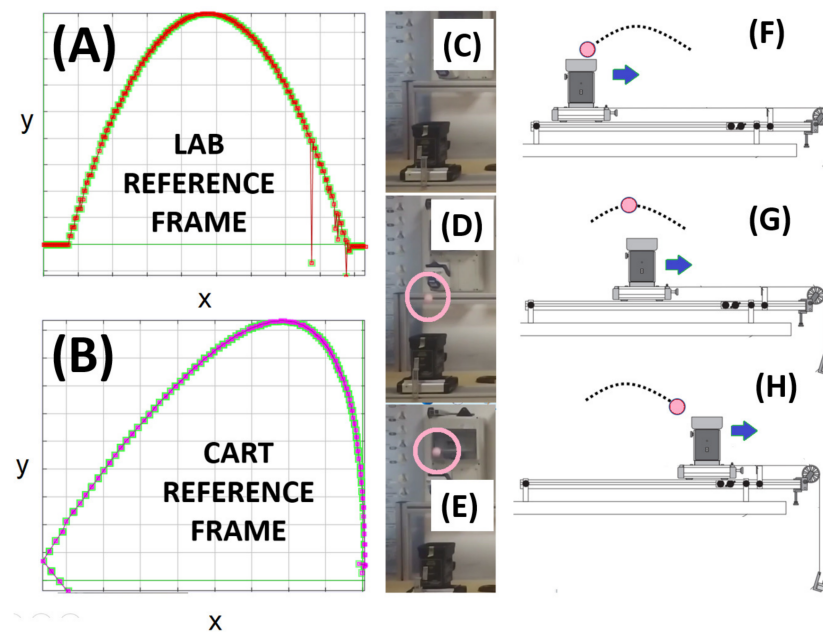 (A)
y
LAB
REFERENCE
FRAME
x
(B)
y
CART
REFERENCE
FRAME
x
(C)
(D)
(E)
(F)
(G)
(H)